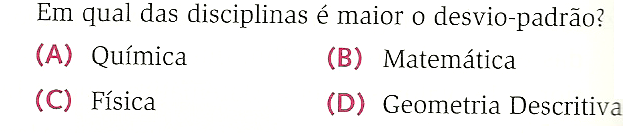 Em qual das disciplinas é maior o desvio-padrão?
(A) Química (B) Matemática
(C) Física (D) Geometria Descritiva